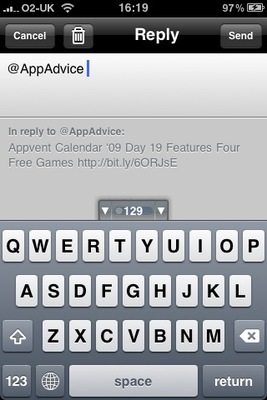 O2-UK 16:19 97%
Cancel Reply Send
@AppAdvice
In reply to @AppAdvice:
Appvent Calendar '09 Day 19 Features Four
Free Games http://bit.ly/6ORJsE
129
Q W E R T Y U I O P
A S D F G H J K L
Z X C V B N M
123 space return